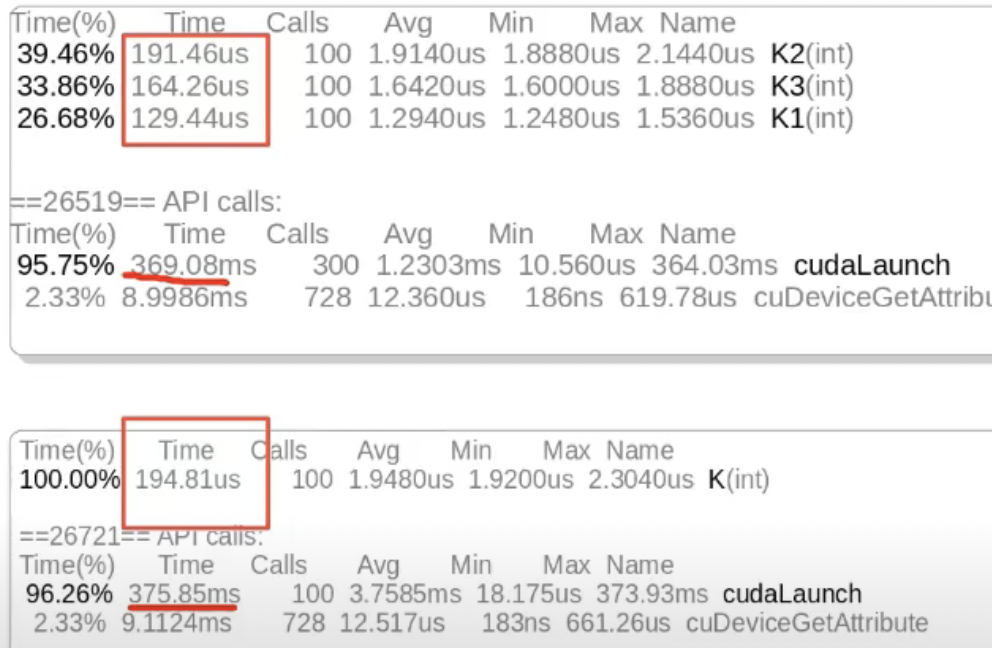 Time(%) Time Calls Avg Min Max Name
39.46% 191.46us 100 1.9140us 1.8880us 2.1440us K2(int)
33.86% 164.26us 100 1.6420us 1.6000us 1.8880us K3(int)
26.68% 129.44us 100 1.2940us 1.2480us 1.5360us K1(int)
==26519== API calls:
Time(%) Time Calls Avg Min Max Name
95.75% 369.08ms 300 1.2303ms 10.560us 364.03ms cudaLaunch
2.33% 8.9986ms 728 12.360us 186ns 619.78us cuDeviceGetAttribu
Time(%) Time Calls Avg Min Max Name
100.00% 194.81us 100 1.9480us 1.9200us 2.3040us K(int)
==26721== API calls:
Time(%) Time Calls Avg Min Max Name
96.26% 375.85ms 100 3.7585ms 18.175us 373.93ms cudaLaunch
2.33% 9.1124ms 728 12.517us 183ns 661.26us cuDeviceGetAttribute